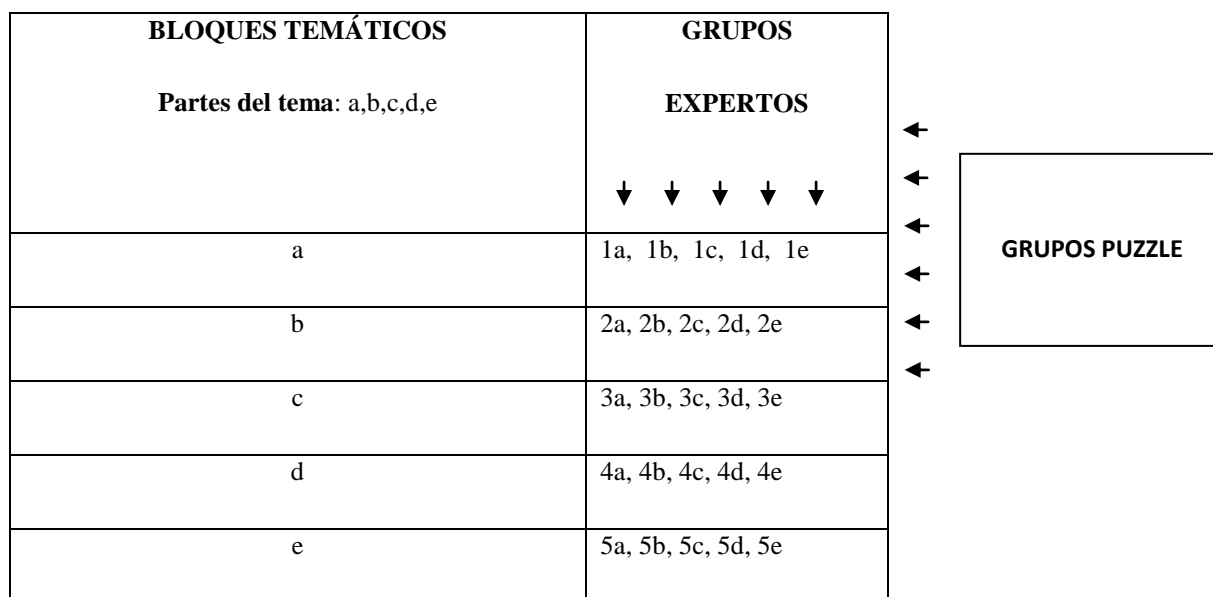 BLOQUES TEMÁTICOS
Partes del tema: a,b,c,d,e
GRUPOS
EXPERTOS
a
1a, 1b, 1c, 1d, 1e
b
2a, 2b, 2c, 2d, 2e
c
3a, 3b, 3c, 3d, 3e
d
4a, 4b, 4c, 4d, 4e
e
5a, 5b, 5c, 5d, 5e
GRUPOS PUZZLE